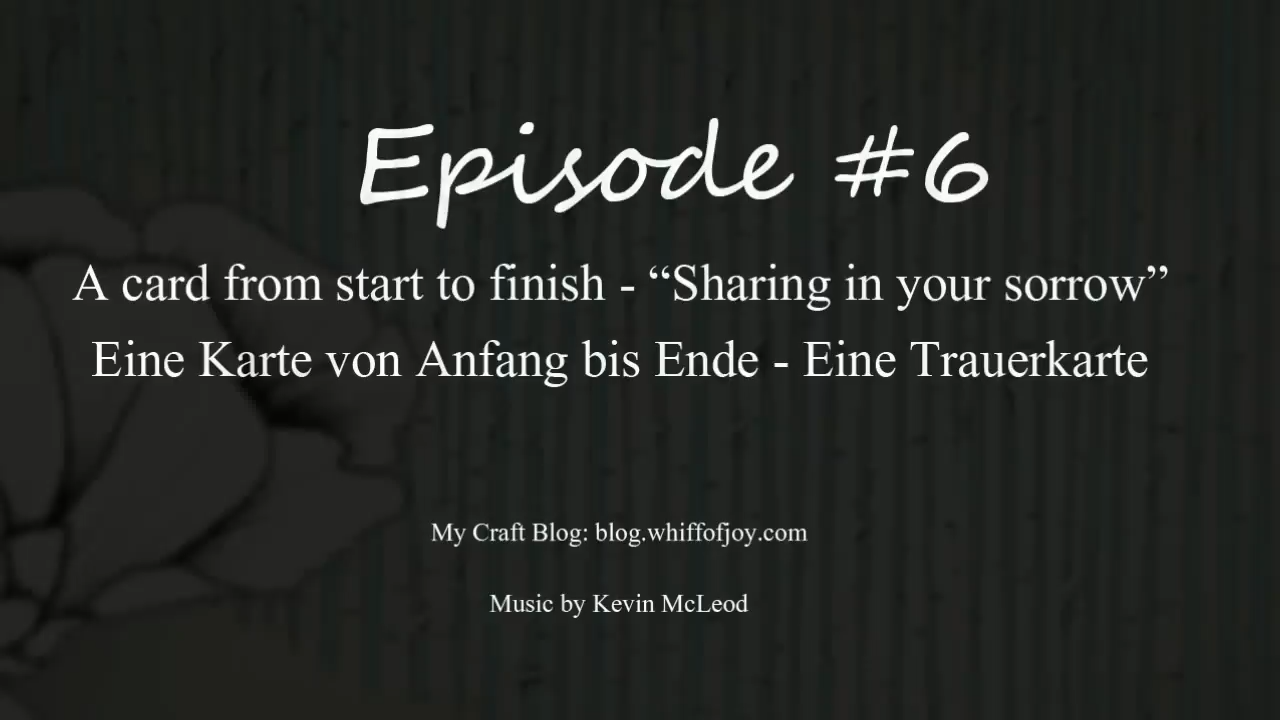 Episode #6
A card from start to finish - “Sharing in your sorrow”
Eine Karte von Anfang bis Ende - Eine Trauerkarte
My Craft Blog: blog.whiffofjoy.com
Music by Kevin McLeod